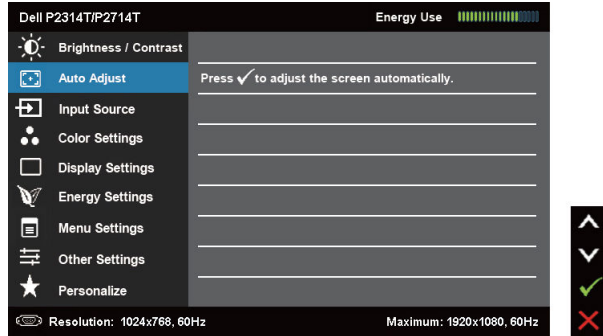 Dell P2314T/P2714T Energy Use
Brightness / Contrast
Auto Adjust Press ✓ to adjust the screen automatically.
Input Source
Color Settings
Display Settings
Energy Settings
Menu Settings
Other Settings
Personalize
Resolution: 1024x768, 60Hz Maximum: 1920x1080, 60Hz